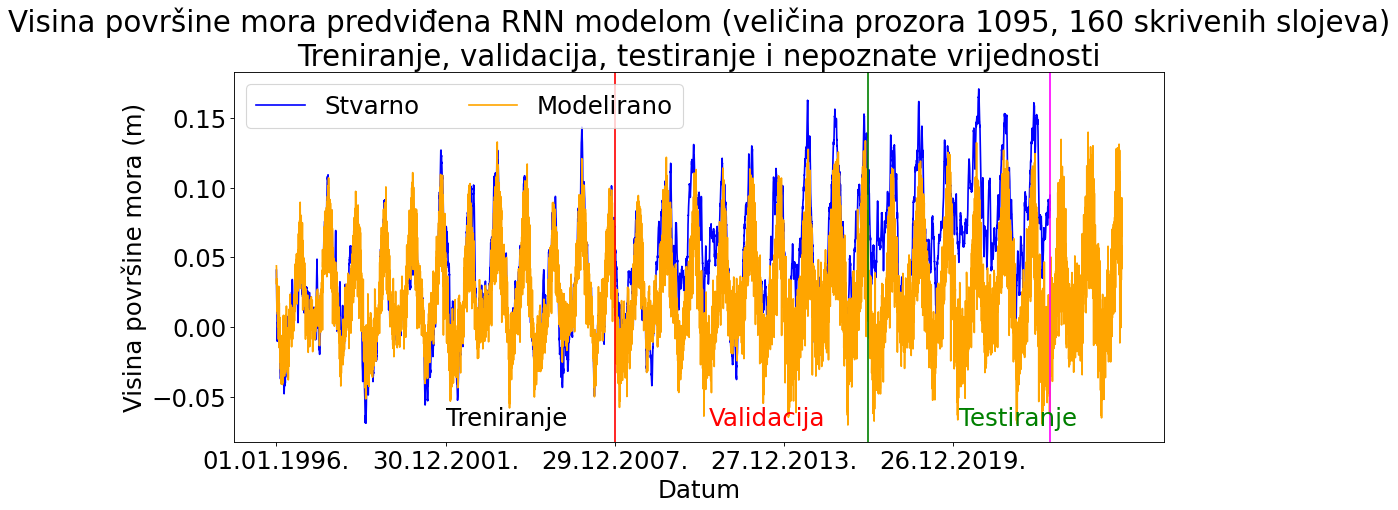 Visina površine mora predviđena RNN modelom (veličina prozora 1095, 160 skrivenih slojeva)
Treniranje, validacija, testiranje i nepoznate vrijednosti
Stvarno
Modelirano
Visina površine mora (m)
0.15
0.10
0.05
0.00
−0.05
Treniranje
Validacija
Testiranje
01.01.1996.
30.12.2001.
29.12.2007.
27.12.2013.
26.12.2019.
Datum